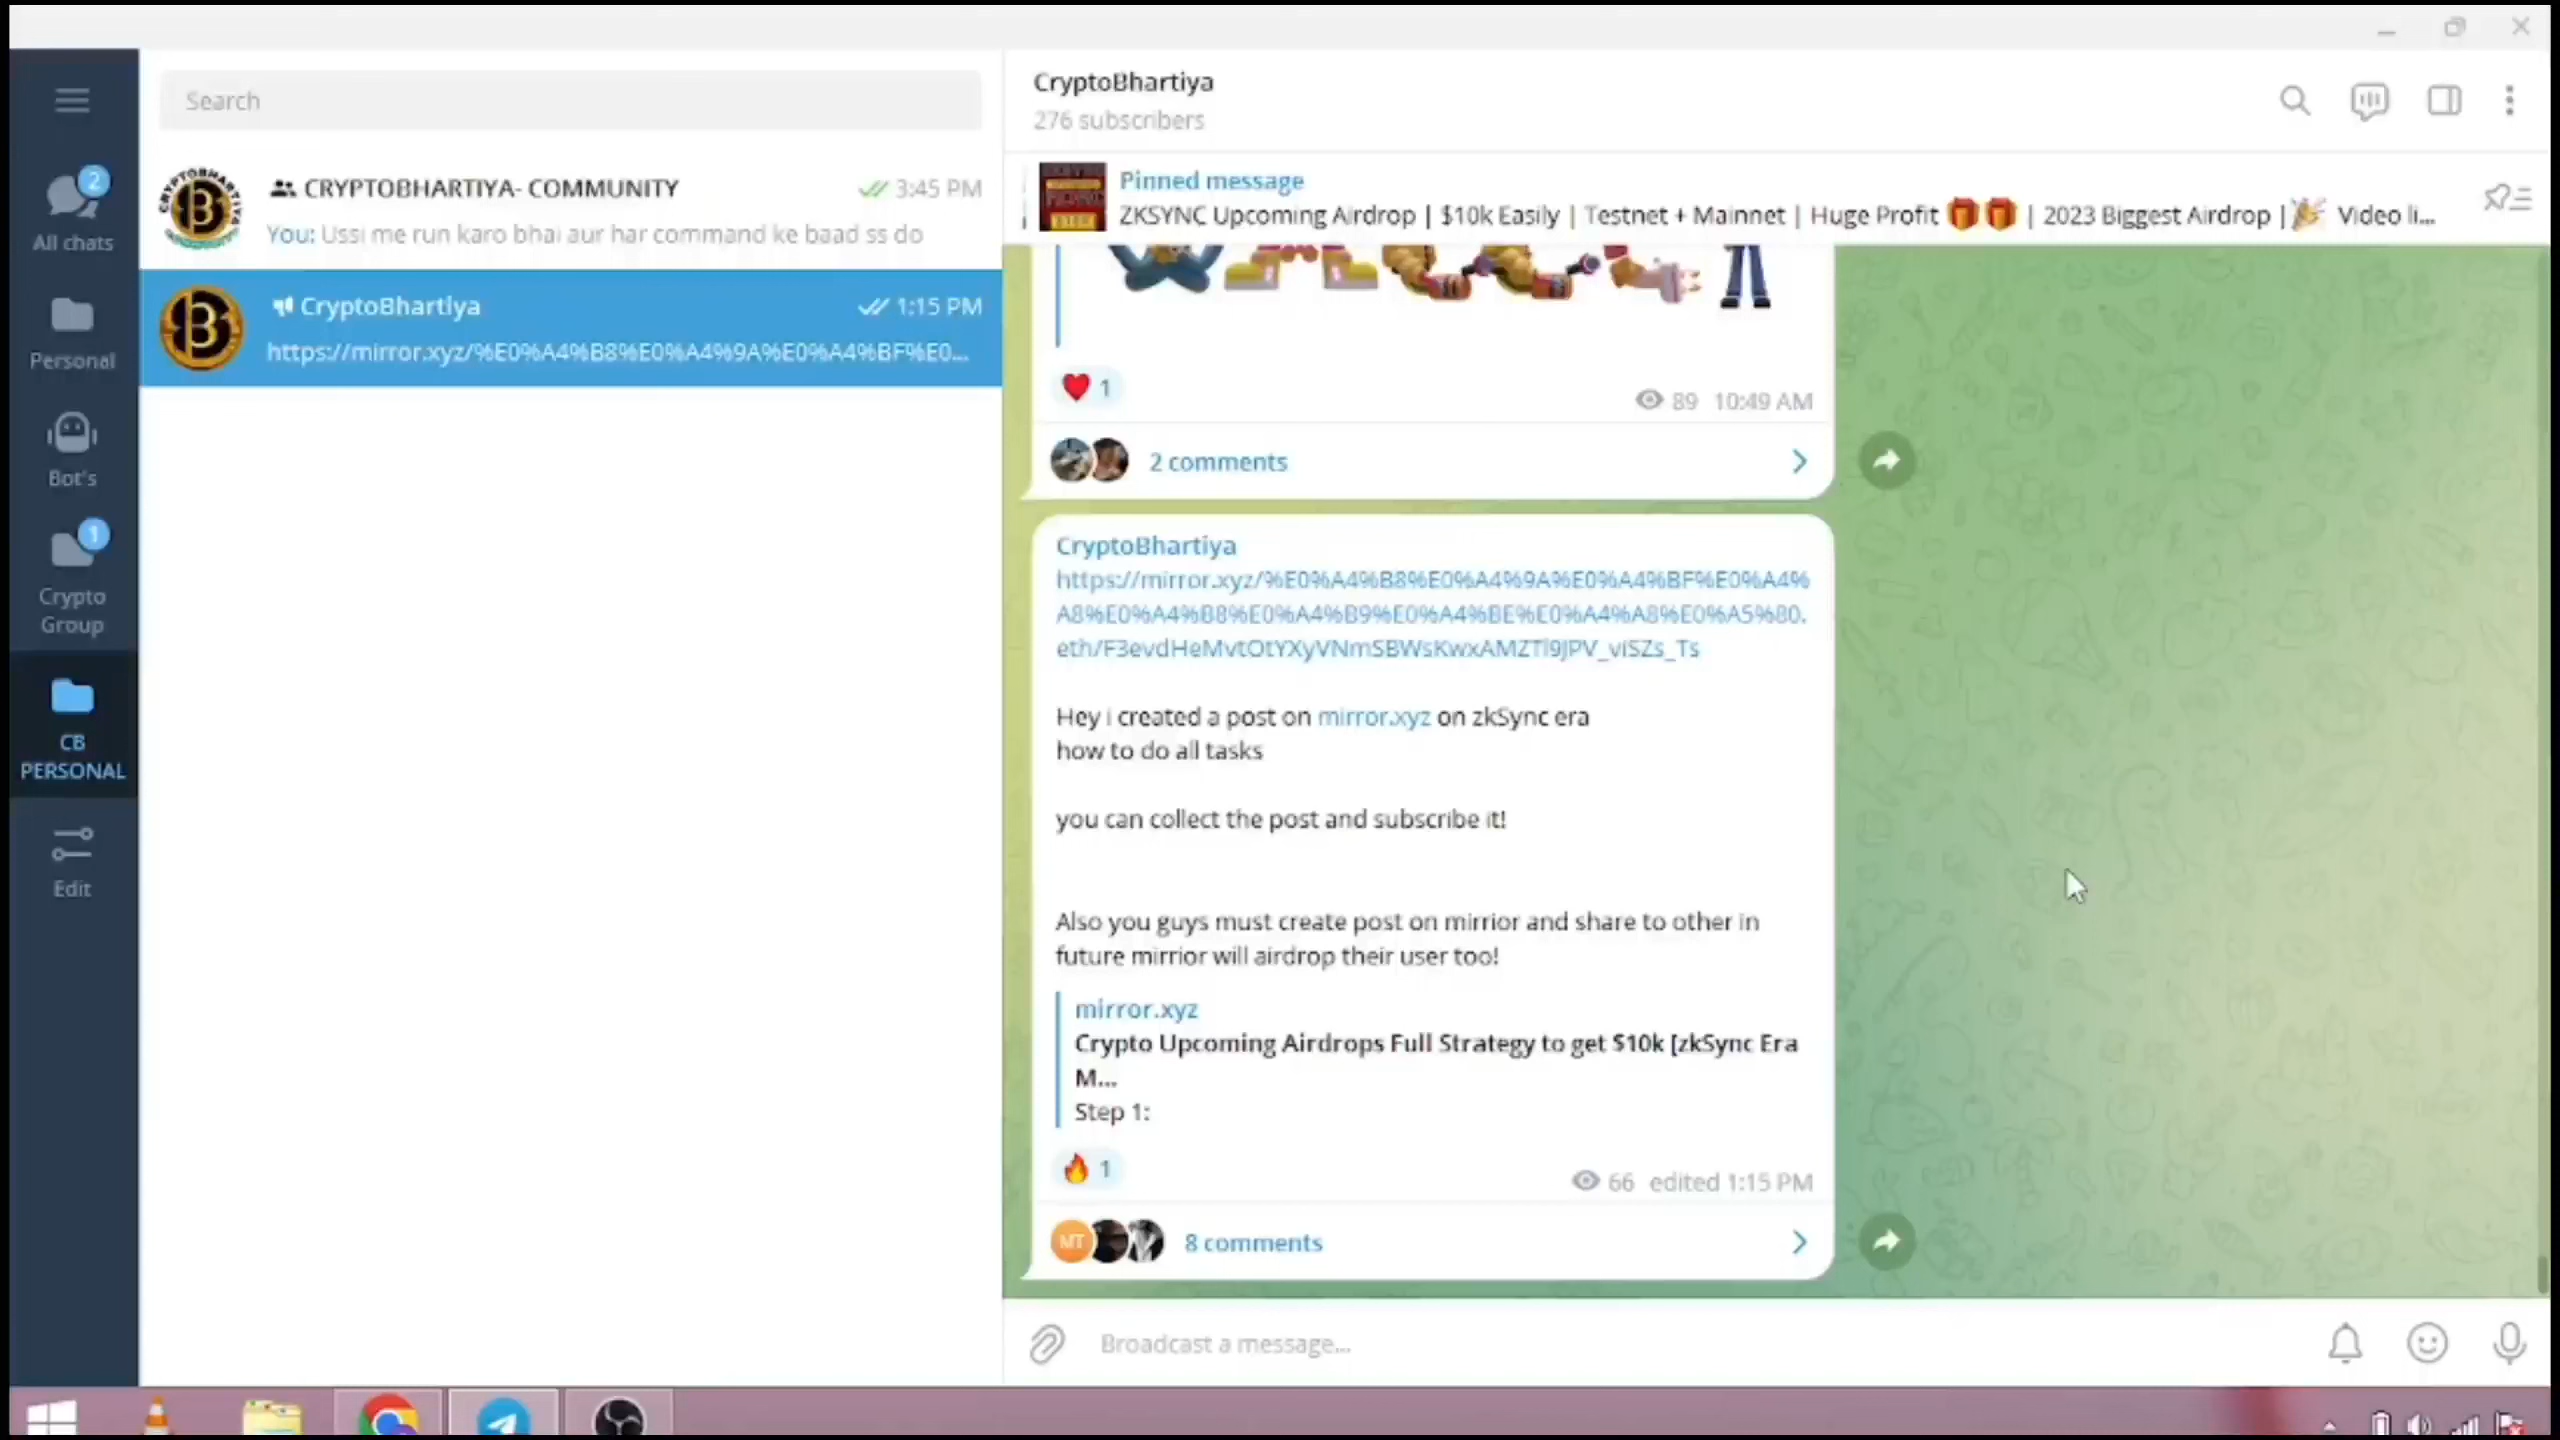 Search
CryptoBhartiya
276 subscribers
2
All chats
CRYPTOBHARTIYA- COMMUNITY
3:45 PM
You: Ussi me run karo bhai aur har command ke baad ss do
Pinned message
ZKSYNC Upcoming Airdrop | $10k Easily | Testnet + Mainnet | Huge Profit 🎁🎁 | 2023 Biggest Airdrop |🎉 Video li...
CryptoBhartiya
1:15 PM
https://mirror.xyz/%E0%A4%B8%E0%A4%9A%E0%A4%BF%E0...
Personal
Bot's
1
Crypto
Group
CB
PERSONAL
Edit
❤️ 1
89 10:49 AM
2 comments
CryptoBhartiya
https://mirror.xyz/%E0%A4%B8%E0%A4%9A%E0%A4%BF%E0%A4%
A8%E0%A4%B8%E0%A4%B9%E0%A4%BE%E0%A4%A8%E0%A5%80.
eth/F3evdHeMvtOtYXyVNmSBWsKwxAMZTl9JPV_viSZs_Ts
Hey i created a post on mirror.xyz on zkSync era
how to do all tasks
you can collect the post and subscribe it!
Also you guys must create post on mirrior and share to other in
future mirrior will airdrop their user too!
mirror.xyz
Crypto Upcoming Airdrops Full Strategy to get $10k [zkSync Era
M...
Step 1:
🔥 1
66 edited 1:15 PM
MT
8 comments
Broadcast a message...